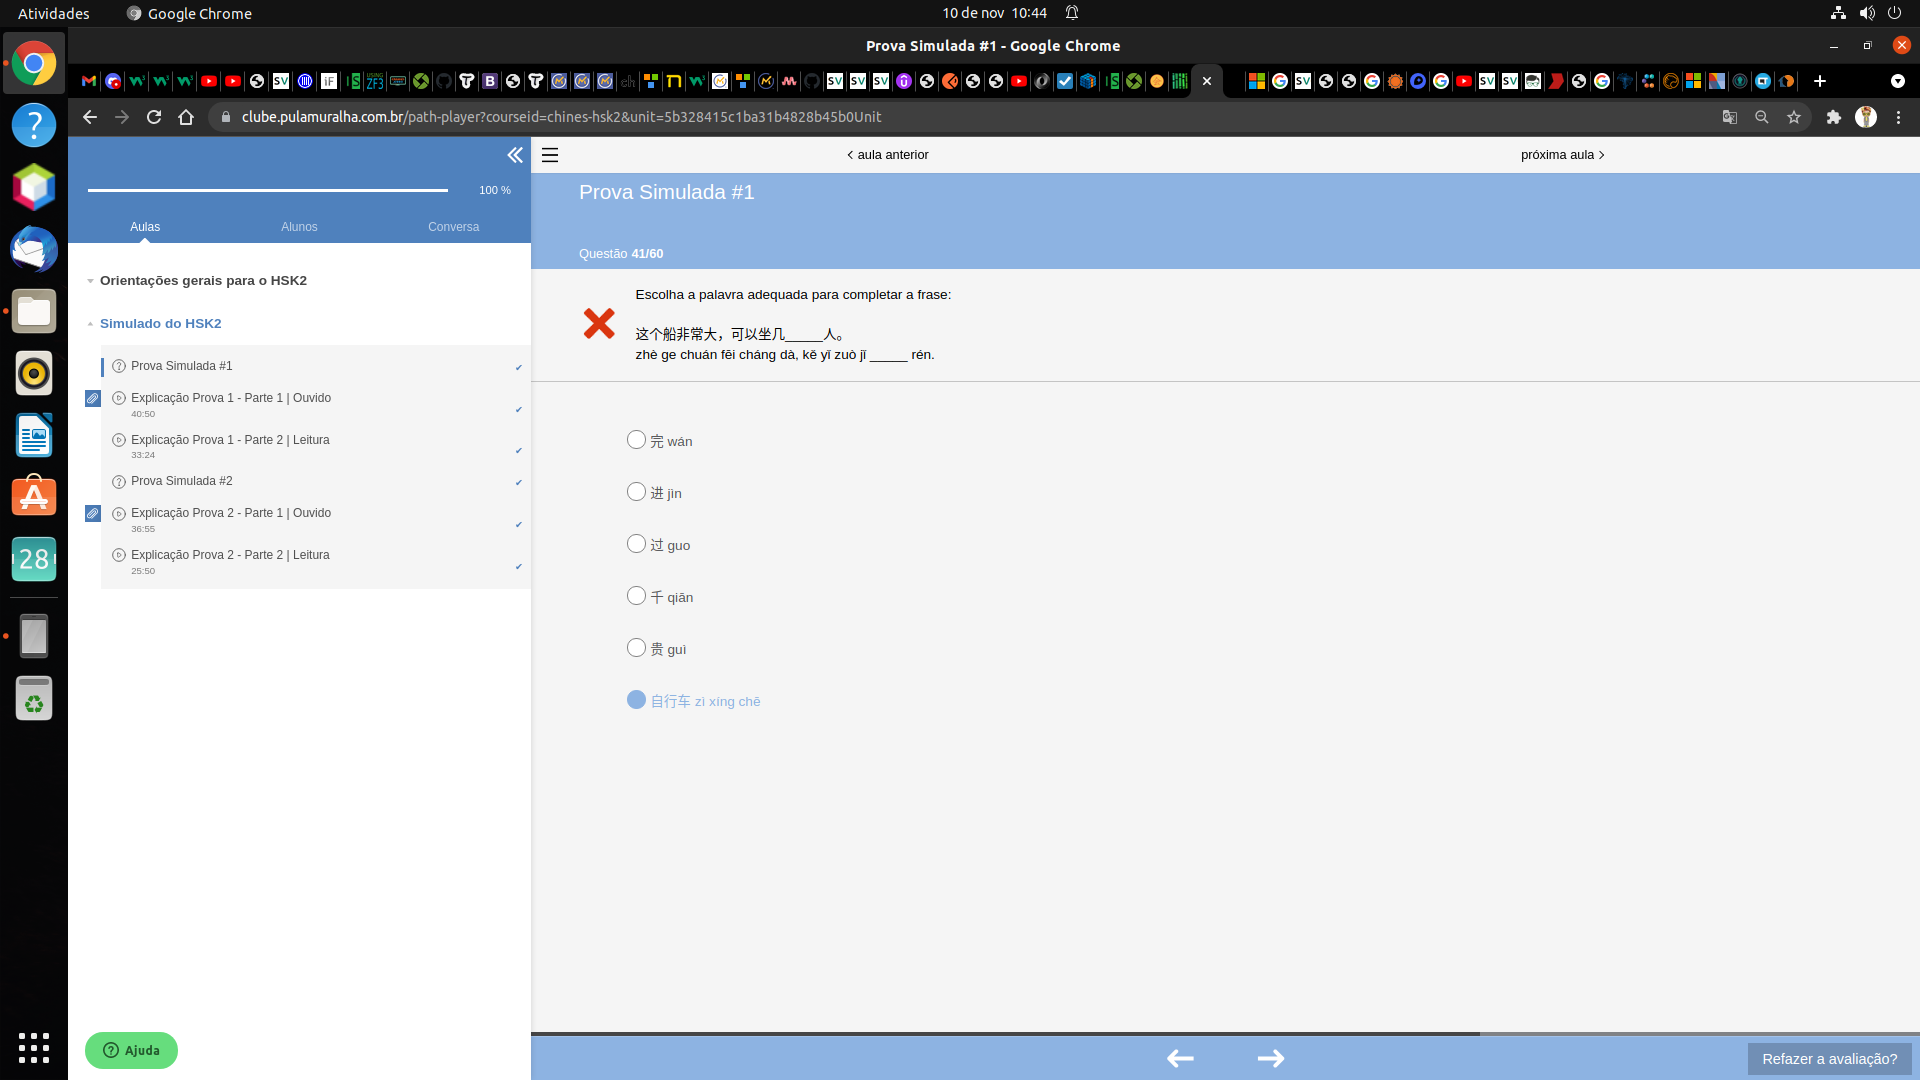 Atividades
Google Chrome
10 de nov 10:44
Prova Simulada #1 - Google Chrome
clube.pulamuralha.com.br/path-player?courseid=chines-hsk2&unit=5b328415c1ba31b4828b45b0Unit
100 %
Aulas
Alunos
Conversa
Orientações gerais para o HSK2
Simulado do HSK2
Prova Simulada #1
Explicação Prova 1 - Parte 1 | Ouvido
40:50
Explicação Prova 1 - Parte 2 | Leitura
33:24
Prova Simulada #2
Explicação Prova 2 - Parte 1 | Ouvido
36:55
Explicação Prova 2 - Parte 2 | Leitura
25:50
Ajuda
28
aula anterior
próxima aula
Prova Simulada #1
Questão 41/60
Escolha a palavra adequada para completar a frase:
这个船非常大，可以坐几_____人。
zhè ge chuán fēi cháng dà, kě yǐ zuò jǐ _____ rén.
完 wán
进 jìn
过 guo
千 qiān
贵 guì
自行车 zì xíng chē
Refazer a avaliação?